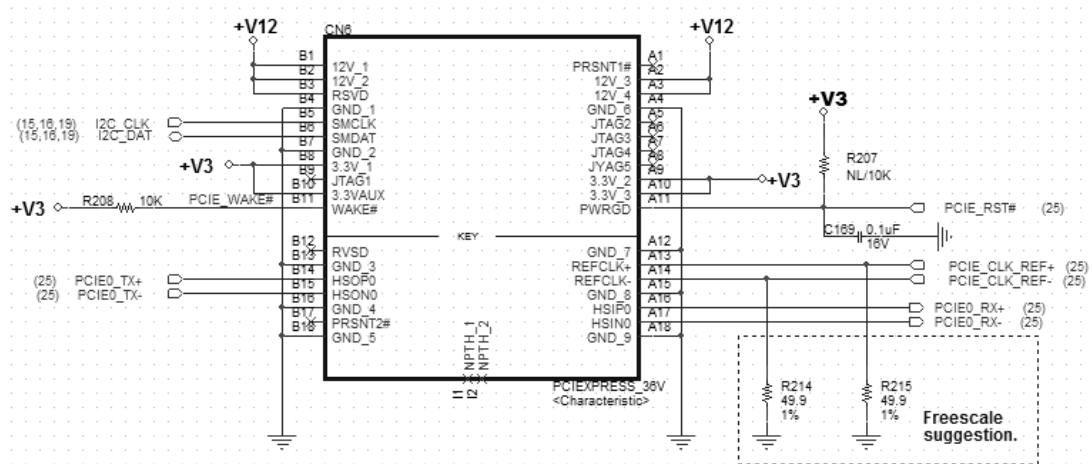 +V12
CN6
+V12
B1 12V_1
B2 12V_2
B3 RSVD
B4 GND_1
B5 SMCLK
B6 SMDAT
B7 GND_2
B8 3.3V_1
B9 JTAG1
B10 3.3VAUX
B11 WAKE#
KEY
B12 RVSD
B13 GND_3
B14 HSOP0
B15 HSON0
B16 GND_4
B17 PRSNT2#
B18 GND_5
A1 PRSNT1#
A2 12V_3
A3 12V_4
A4 GND_6
A5 JTAG2
A6 JTAG3
A7 JTAG4
A8 JYAG5
A9 3.3V_2
A10 3.3V_3
A11 PWRGD
A12 GND_7
A13 REFCLK+
A14 REFCLK-
A15 GND_8
A16 HSIP0
A17 HSIN0
A18 GND_9
(15,16,19) I2C_CLK
(15,16,19) I2C_DAT
+V3
+V3 R208 10K PCIE_WAKE#
(25) PCIE0_TX+
(25) PCIE0_TX-
I1 NPTH_1
I2 NPTH_2
PCIEXPRESS_36V
<Characteristic>
+V3
R207
NL/10K
+V3
PCIE_RST# (25)
C169 0.1uF
16V
PCIE_CLK_REF+ (25)
PCIE_CLK_REF- (25)
PCIE0_RX+ (25)
PCIE0_RX- (25)
R214
49.9
1%
R215
49.9
1%
Freescale
suggestion.